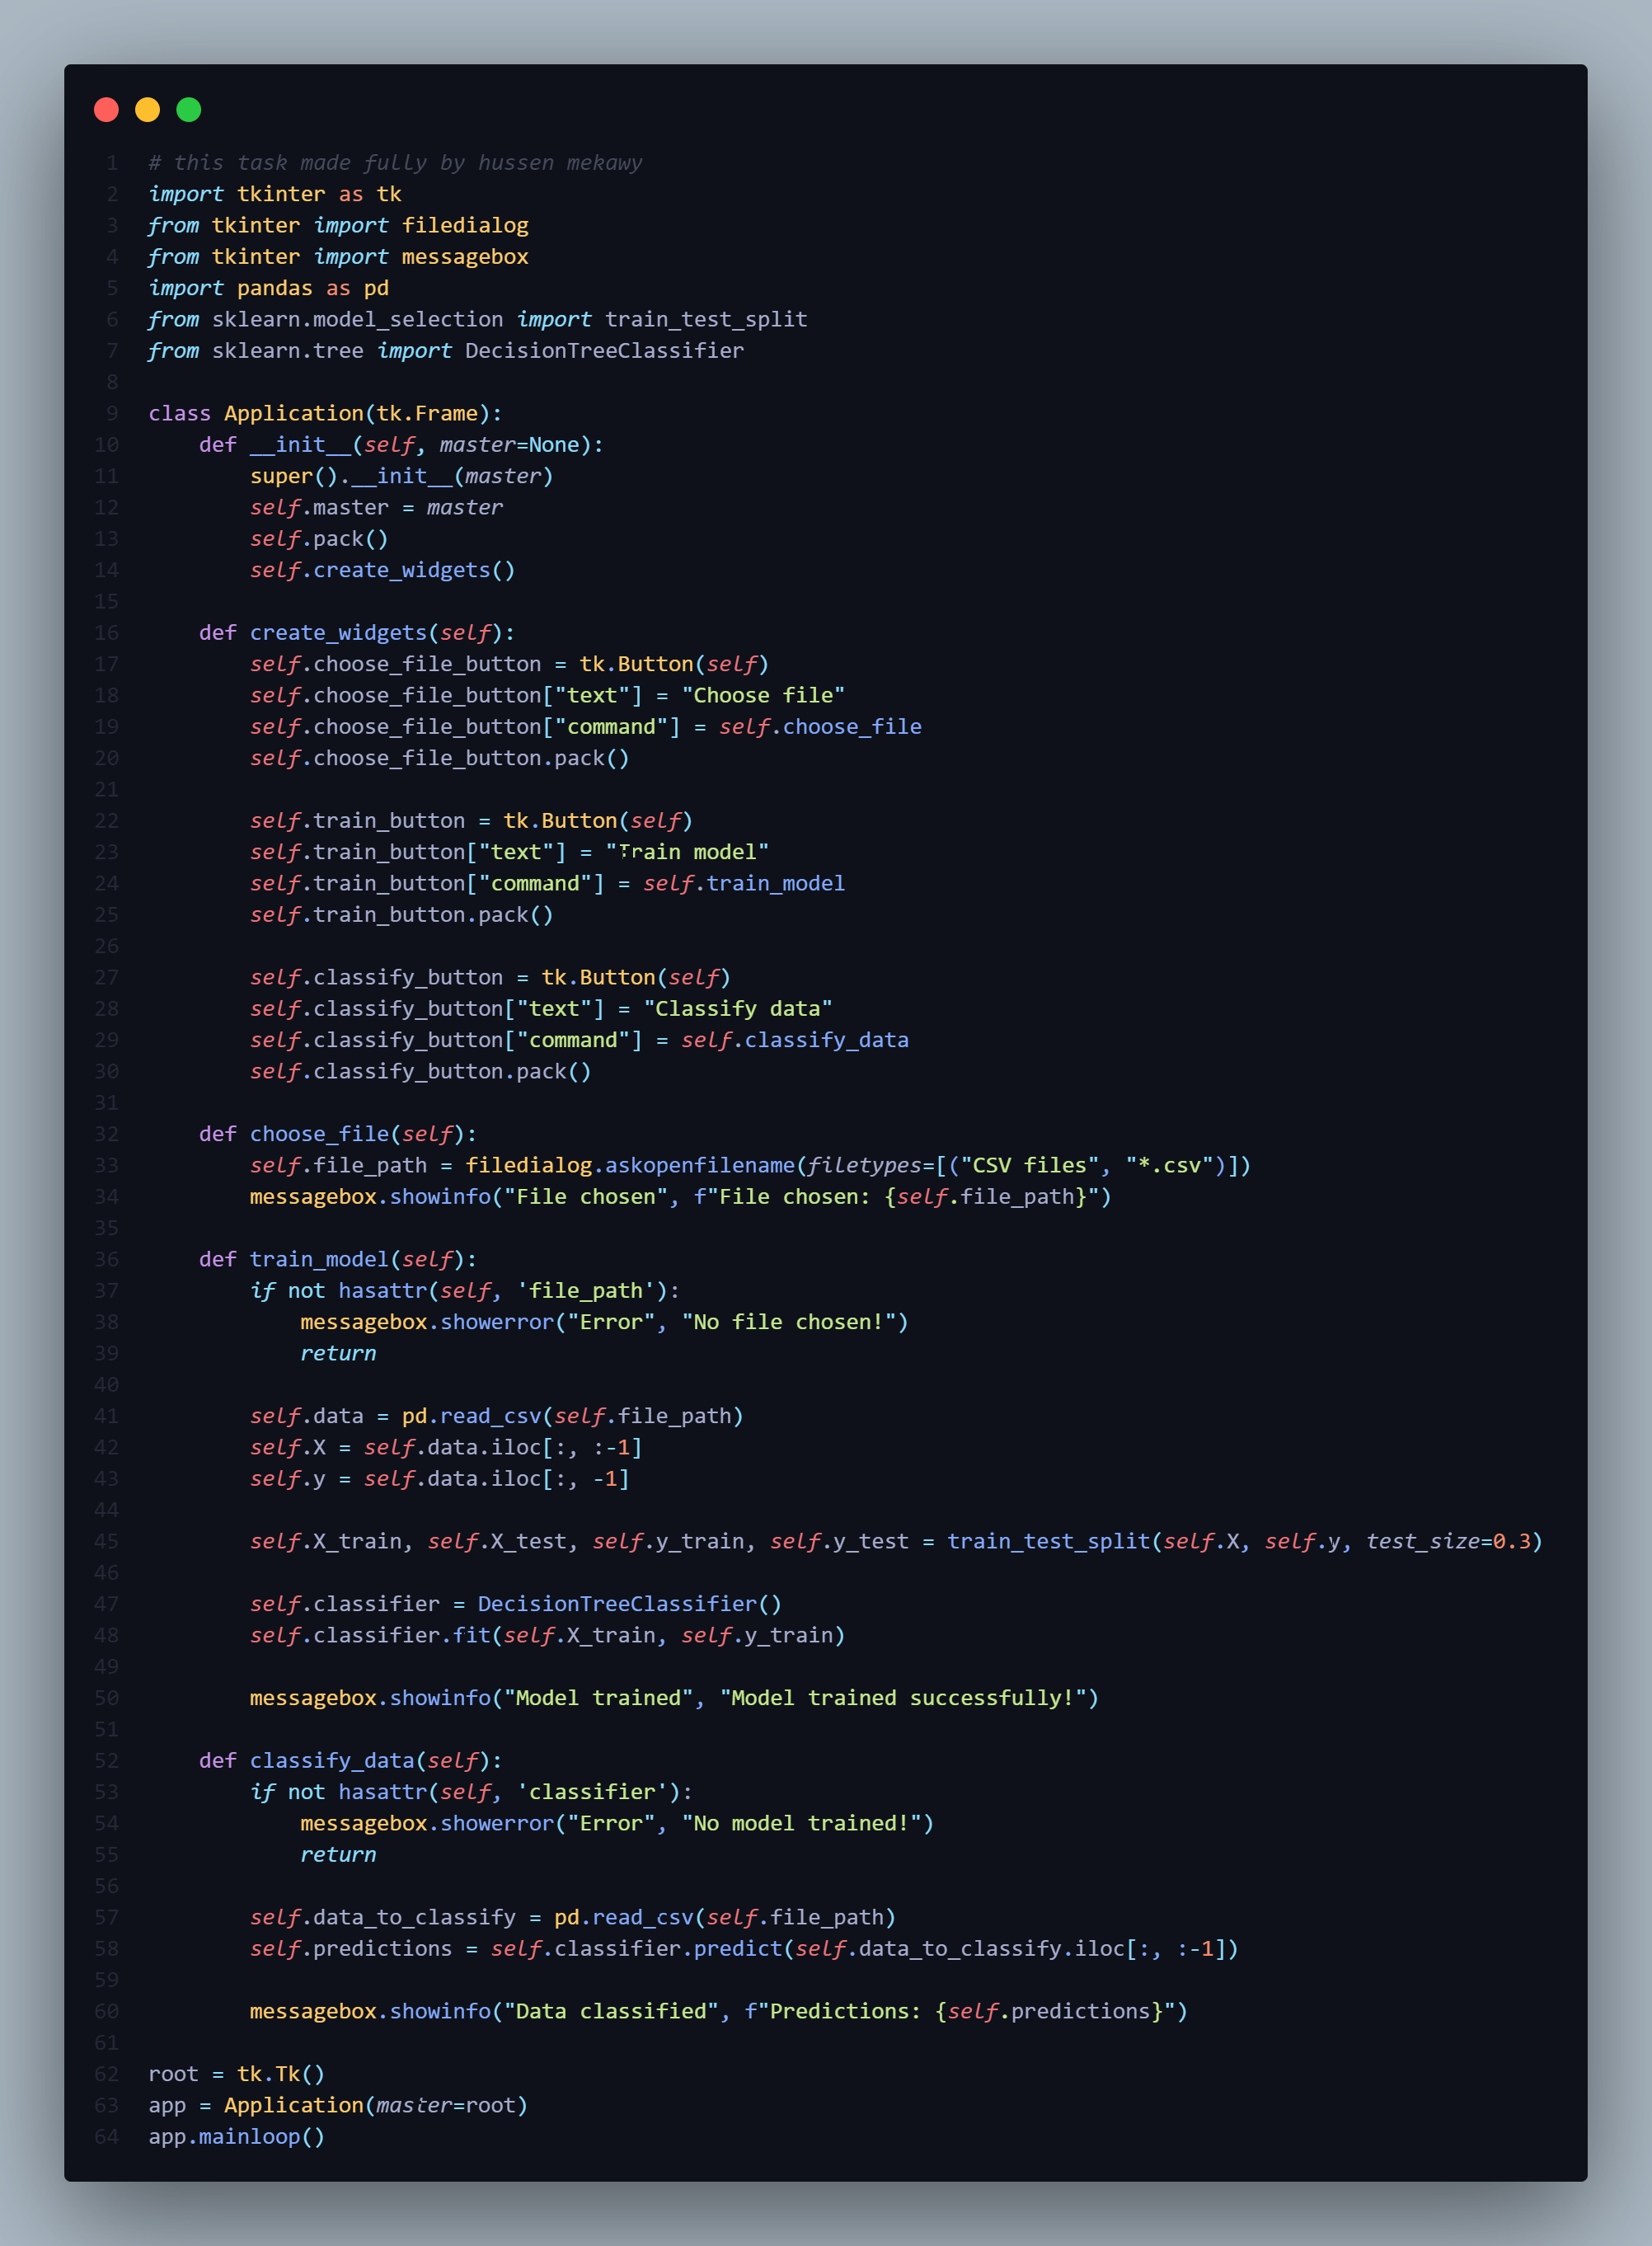 1 # this task made fully by hussen mekawy
2 import tkinter as tk
3 from tkinter import filedialog
4 from tkinter import messagebox
5 import pandas as pd
6 from sklearn.model_selection import train_test_split
7 from sklearn.tree import DecisionTreeClassifier
8
9 class Application(tk.Frame):
10     def __init__(self, master=None):
11         super().__init__(master)
12         self.master = master
13         self.pack()
14         self.create_widgets()
15
16     def create_widgets(self):
17         self.choose_file_button = tk.Button(self)
18         self.choose_file_button["text"] = "Choose file"
19         self.choose_file_button["command"] = self.choose_file
20         self.choose_file_button.pack()
21
22         self.train_button = tk.Button(self)
23         self.train_button["text"] = "Train model"
24         self.train_button["command"] = self.train_model
25         self.train_button.pack()
26
27         self.classify_button = tk.Button(self)
28         self.classify_button["text"] = "Classify data"
29         self.classify_button["command"] = self.classify_data
30         self.classify_button.pack()
31
32     def choose_file(self):
33         self.file_path = filedialog.askopenfilename(filetypes=[("CSV files", "*.csv")])
34         messagebox.showinfo("File chosen", f"File chosen: {self.file_path}")
35
36     def train_model(self):
37         if not hasattr(self, 'file_path'):
38             messagebox.showerror("Error", "No file chosen!")
39             return
40
41         self.data = pd.read_csv(self.file_path)
42         self.X = self.data.iloc[:, :-1]
43         self.y = self.data.iloc[:, -1]
44
45         self.X_train, self.X_test, self.y_train, self.y_test = train_test_split(self.X, self.y, test_size=0.3)
46
47         self.classifier = DecisionTreeClassifier()
48         self.classifier.fit(self.X_train, self.y_train)
49
50         messagebox.showinfo("Model trained", "Model trained successfully!")
51
52     def classify_data(self):
53         if not hasattr(self, 'classifier'):
54             messagebox.showerror("Error", "No model trained!")
55             return
56
57         self.data_to_classify = pd.read_csv(self.file_path)
58         self.predictions = self.classifier.predict(self.data_to_classify.iloc[:, :-1])
59
60         messagebox.showinfo("Data classified", f"Predictions: {self.predictions}")
61
62 root = tk.Tk()
63 app = Application(master=root)
64 app.mainloop()